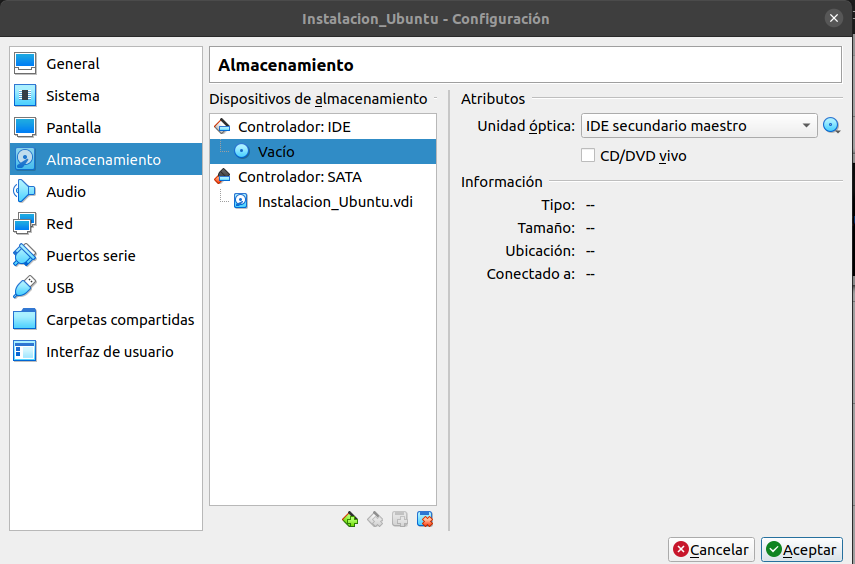 Instalacion_Ubuntu - Configuración
General
Sistema
Pantalla
Almacenamiento
Audio
Red
Puertos serie
USB
Carpetas compartidas
Interfaz de usuario
Almacenamiento
Dispositivos de almacenamiento
Controlador: IDE
Vacío
Controlador: SATA
Instalacion_Ubuntu.vdi
Atributos
Unidad óptica: IDE secundario maestro
CD/DVD vivo
Información
Tipo: --
Tamaño: --
Ubicación: --
Conectado a: --
Cancelar Aceptar